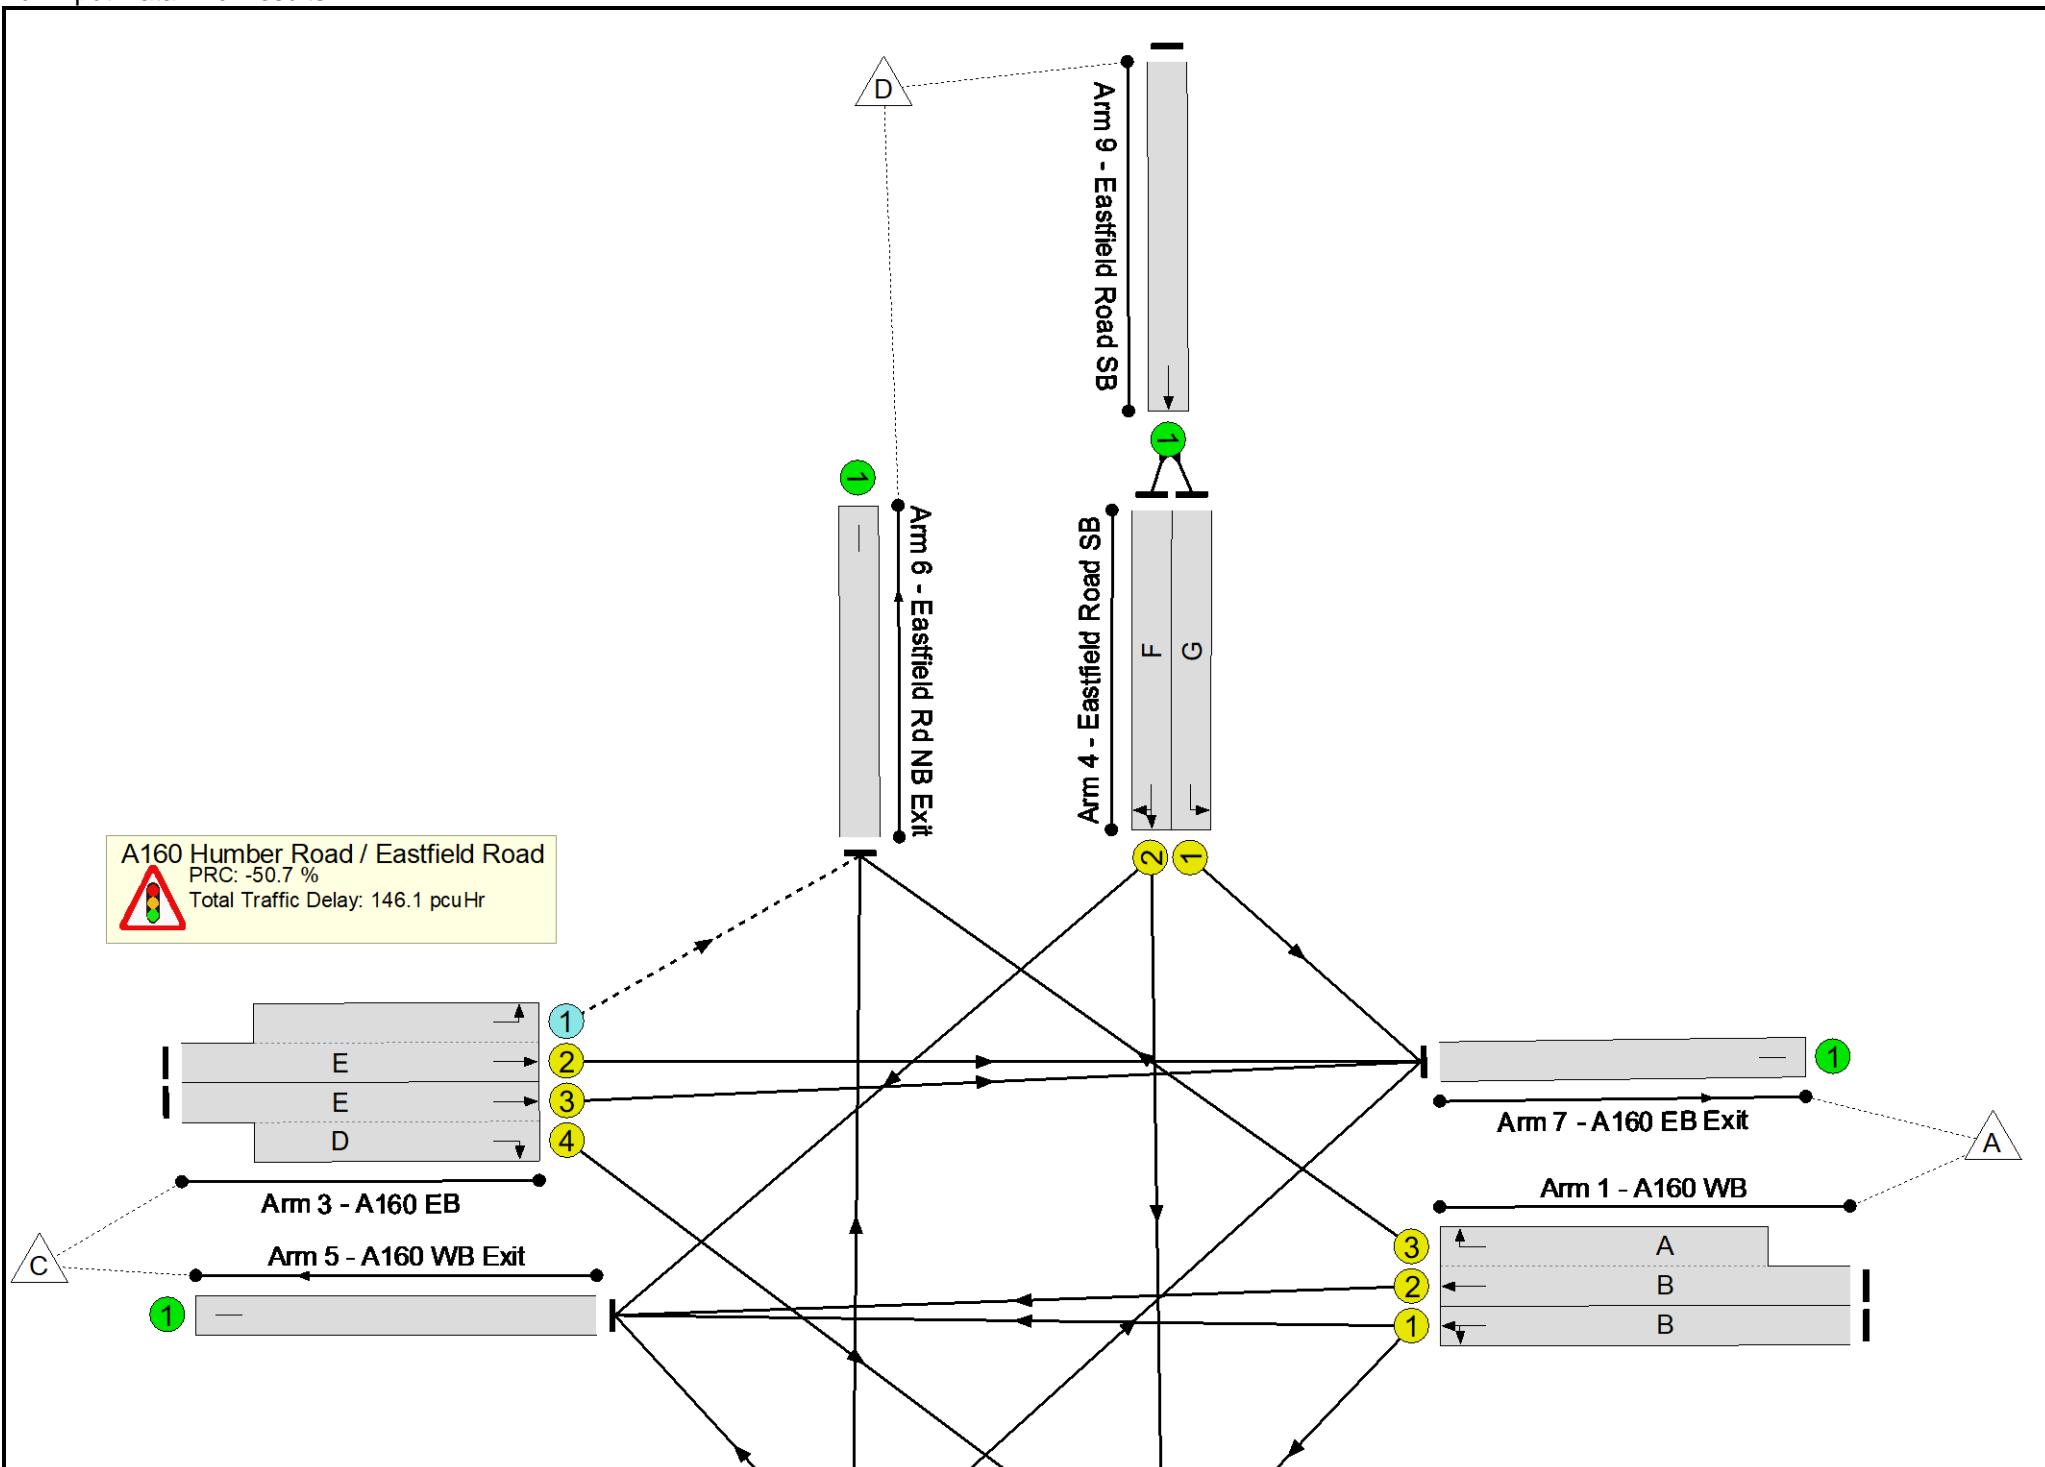 D
Arm 9 - Eastfield Road SB
1
1
Arm 6 - Eastfield Rd NB Exit
Arm 4 - Eastfield Road SB
F
G
2
1
A160 Humber Road / Eastfield Road
PRC: -50.7 %
Total Traffic Delay: 146.1 pcuHr
1
E
2
E
3
D
4
Arm 3 - A160 EB
1
Arm 7 - A160 EB Exit
A
Arm 1 - A160 WB
C
Arm 5 - A160 WB Exit
1
3
A
2
B
1
B